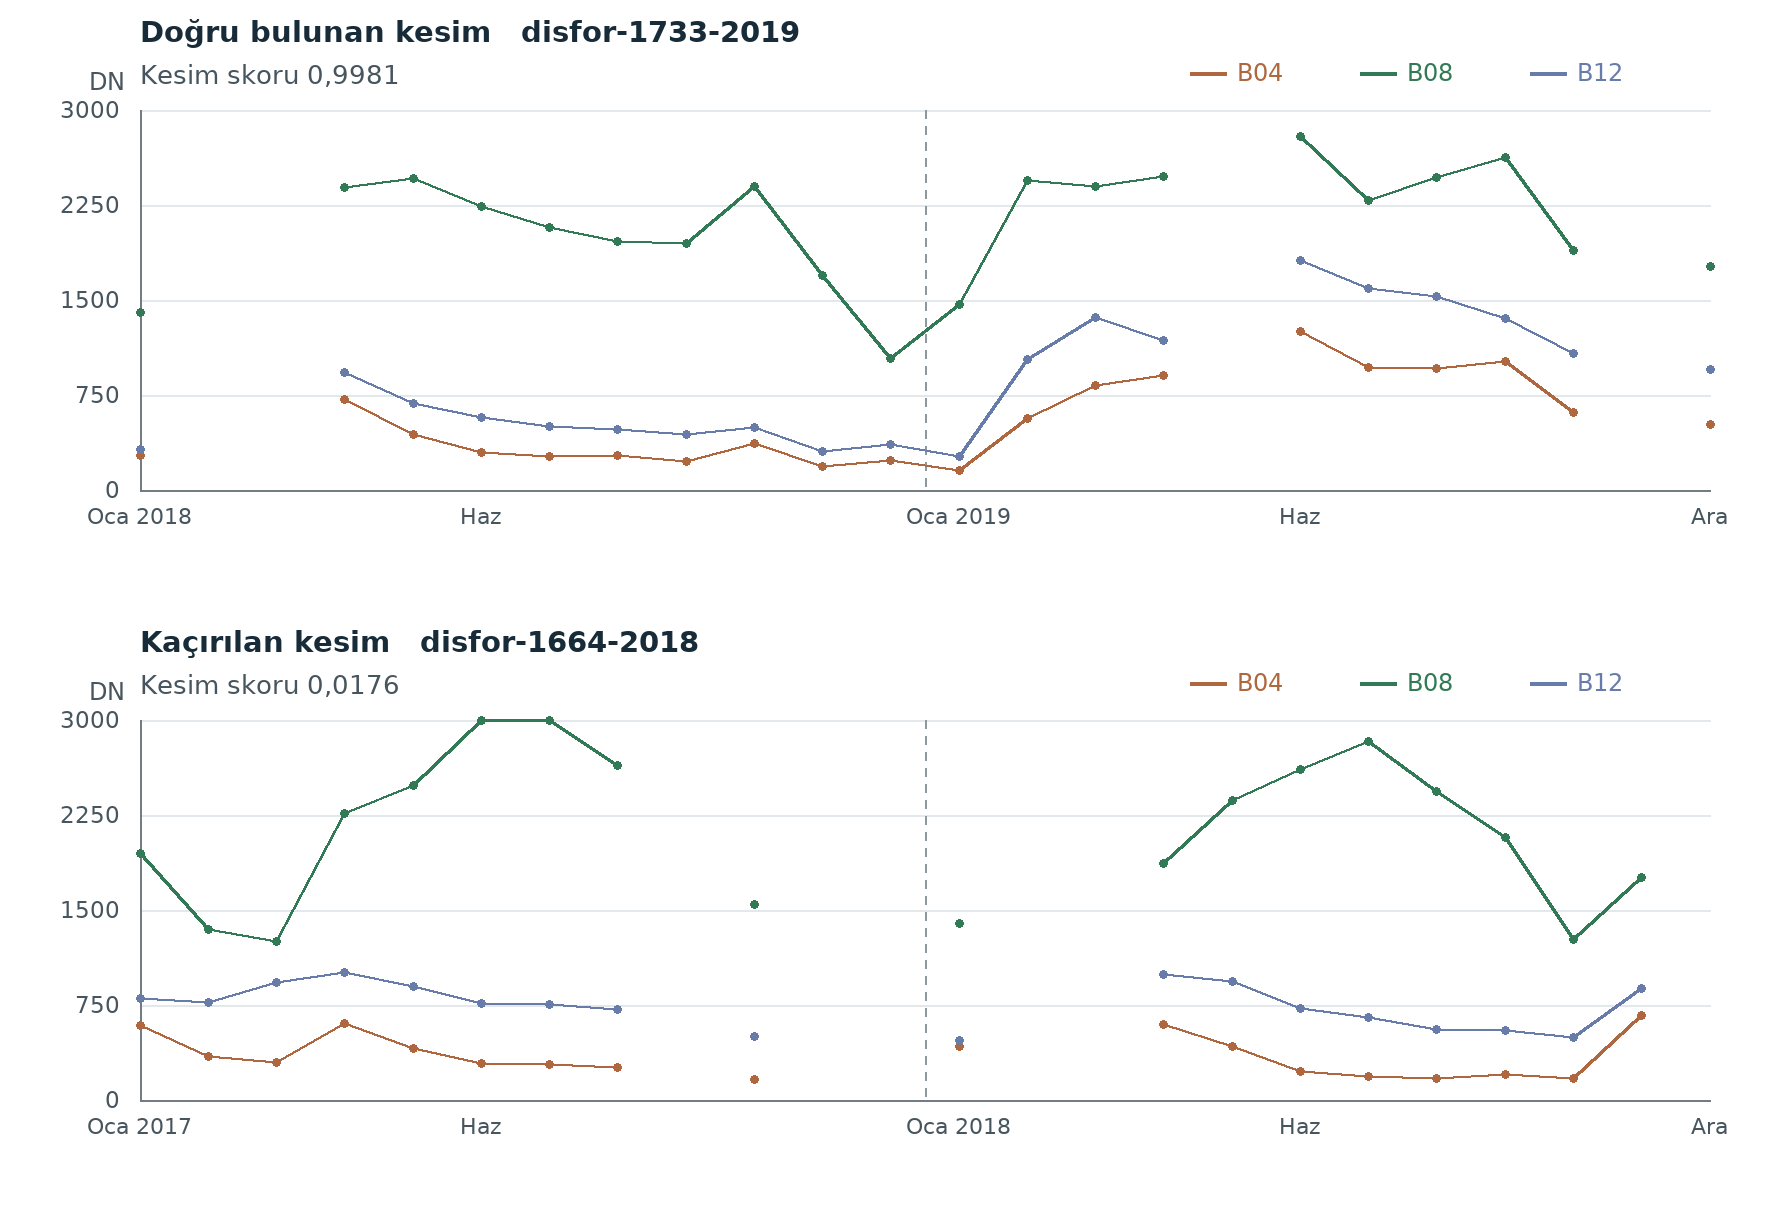 Doğru bulunan kesim disfor-1733-2019
Kesim skoru 0,9981
DN
B04 B08 B12
3000
2250
1500
750
0
Oca 2018 Haz Oca 2019 Haz Ara
Kaçırılan kesim disfor-1664-2018
Kesim skoru 0,0176
DN
B04 B08 B12
3000
2250
1500
750
0
Oca 2017 Haz Oca 2018 Haz Ara